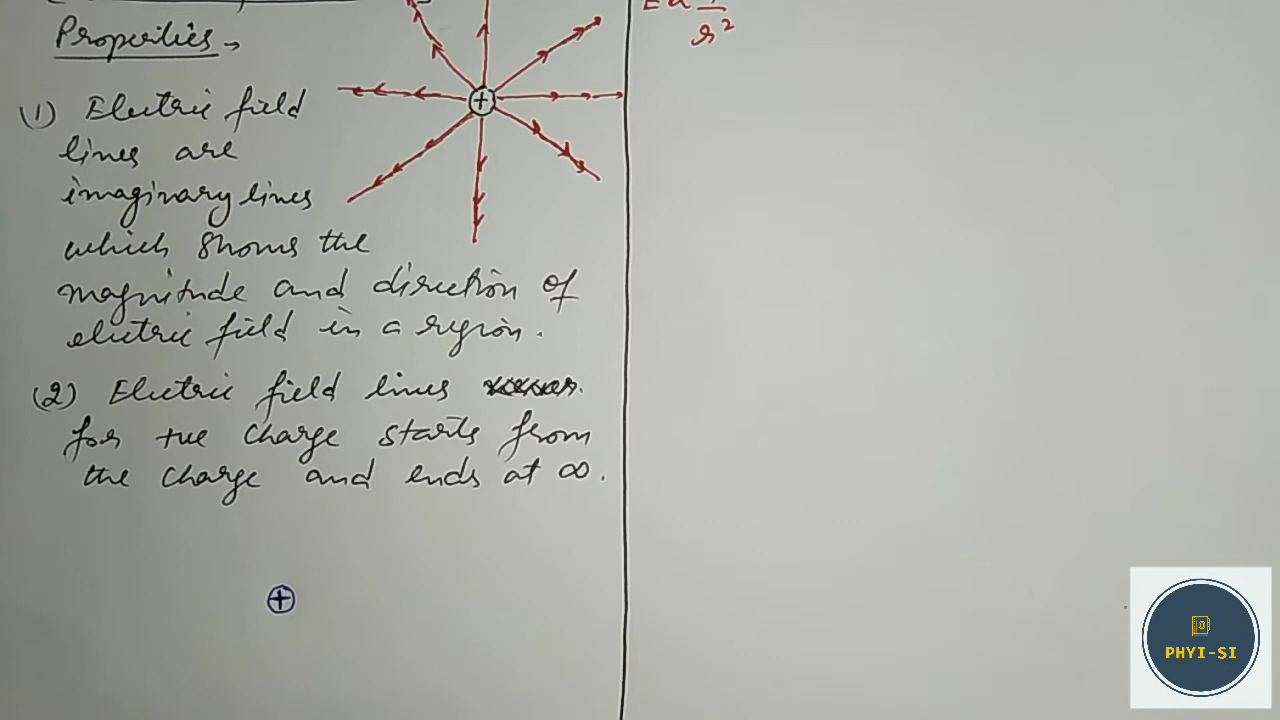 Properties →
(1) Electric field
lines are
imaginary lines
which shows the
magnitude and direction of
electric field in a region.
(2) Electric field lines
for +ve charge starts from
the charge and ends at ∞.
+
+
r²
PHYI-SI